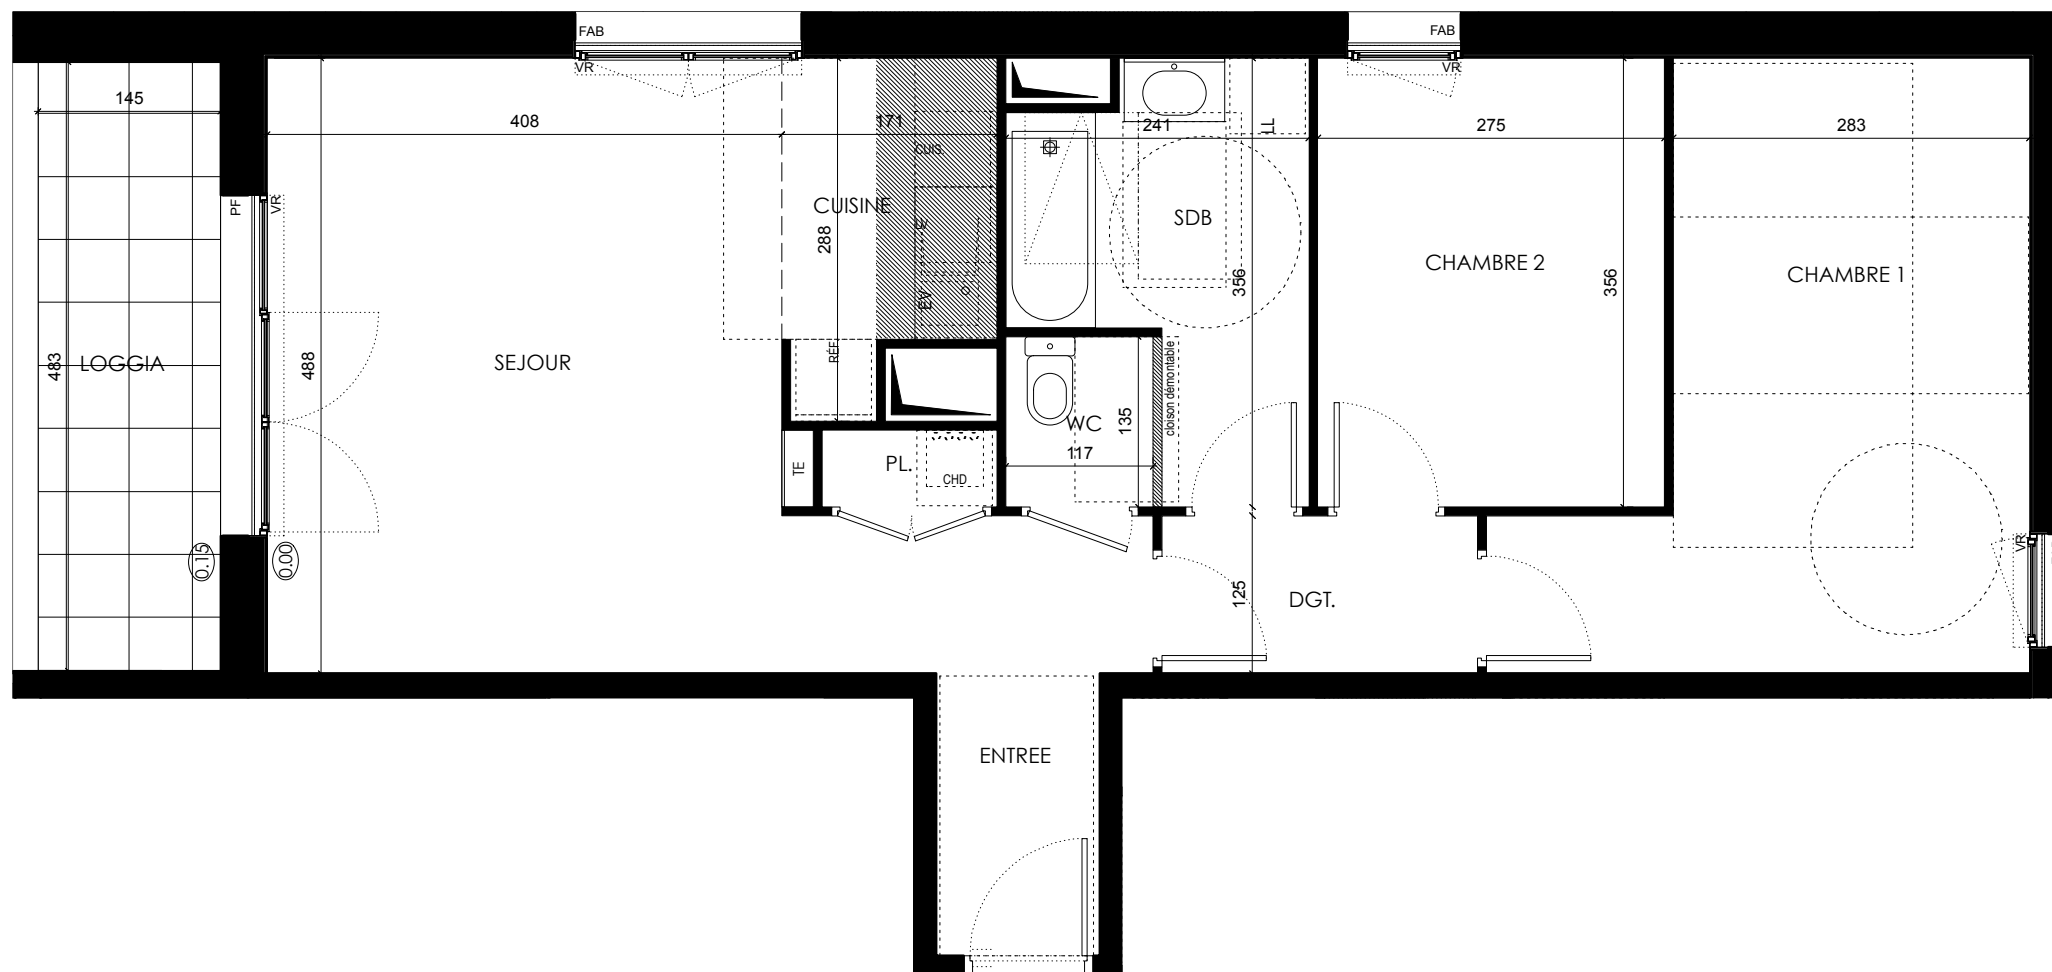 FAB
FAB
VR
VR
145
408
171
241
LL
275
283
CUIS.
PF
VR
CUISINE
SDB
288
LV
CHAMBRE 2
CHAMBRE 1
356
356
ÉV
LOGGIA
483
488
SEJOUR
RÉF
cloison démontable
WC
135
117
PL.
TE
CHD
0.15
0.00
VR
125
DGT.
ENTREE